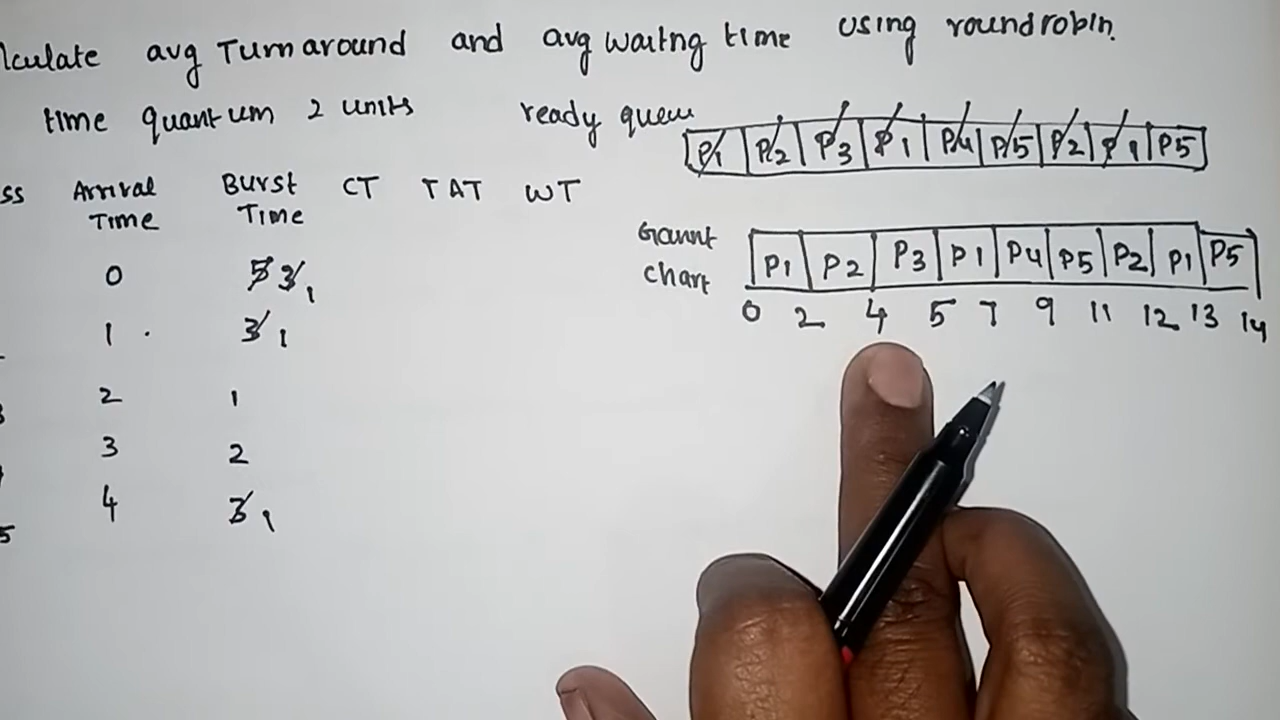 lculate avg Turnaround and avg waitng time using roundrobin.
time quantum 2 units
ready queue
P1 P2 P3 P1 P4 P5 P2 P1 P5
ss Arrival Time Burst Time CT TAT WT
0 5 3 1
1 3 1
2 1
3 2
5 4 3 1
Gannt chart
P1 P2 P3 P1 P4 P5 P2 P1 P5
0 2 4 5 7 9 11 12 13 14